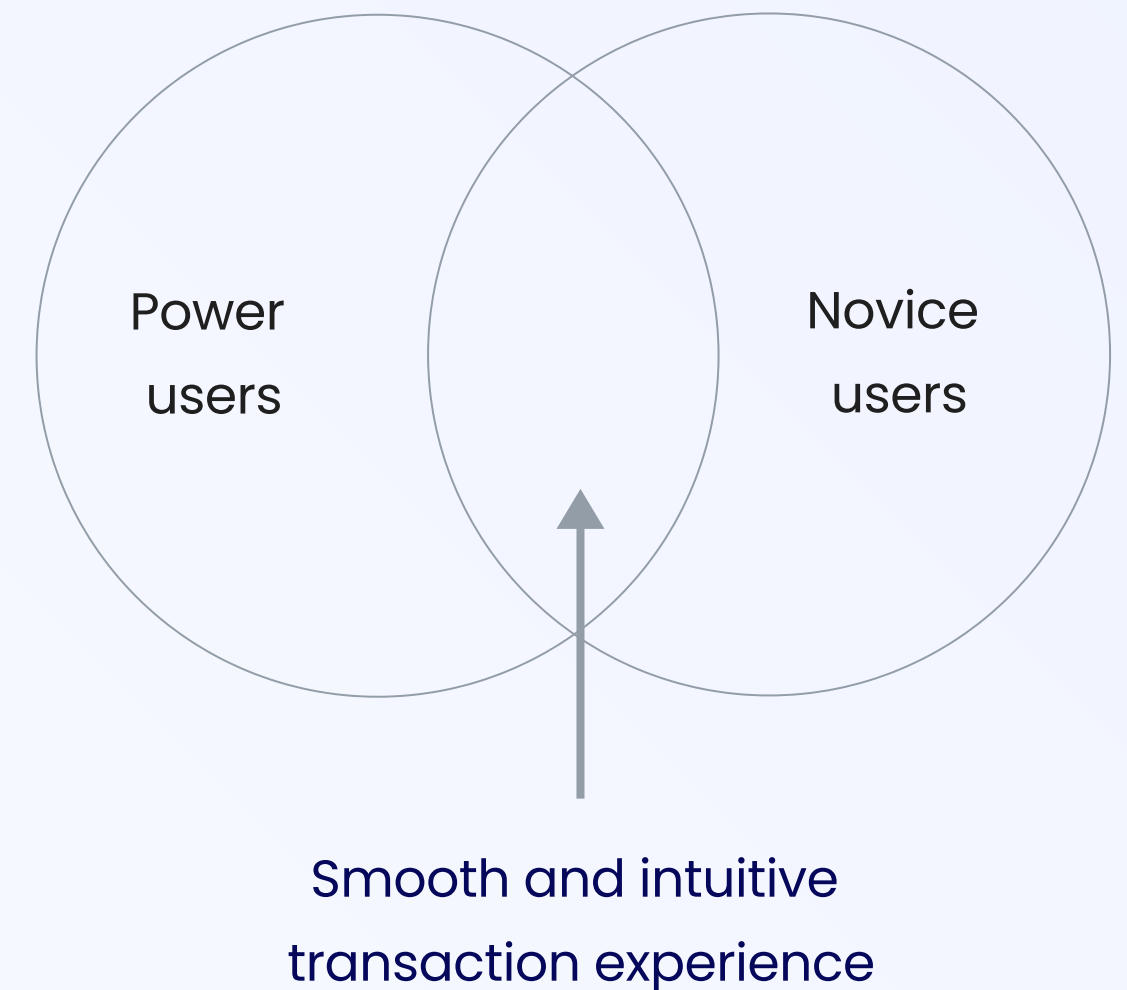 Power
users
Novice
users
Smooth and intuitive
transaction experience